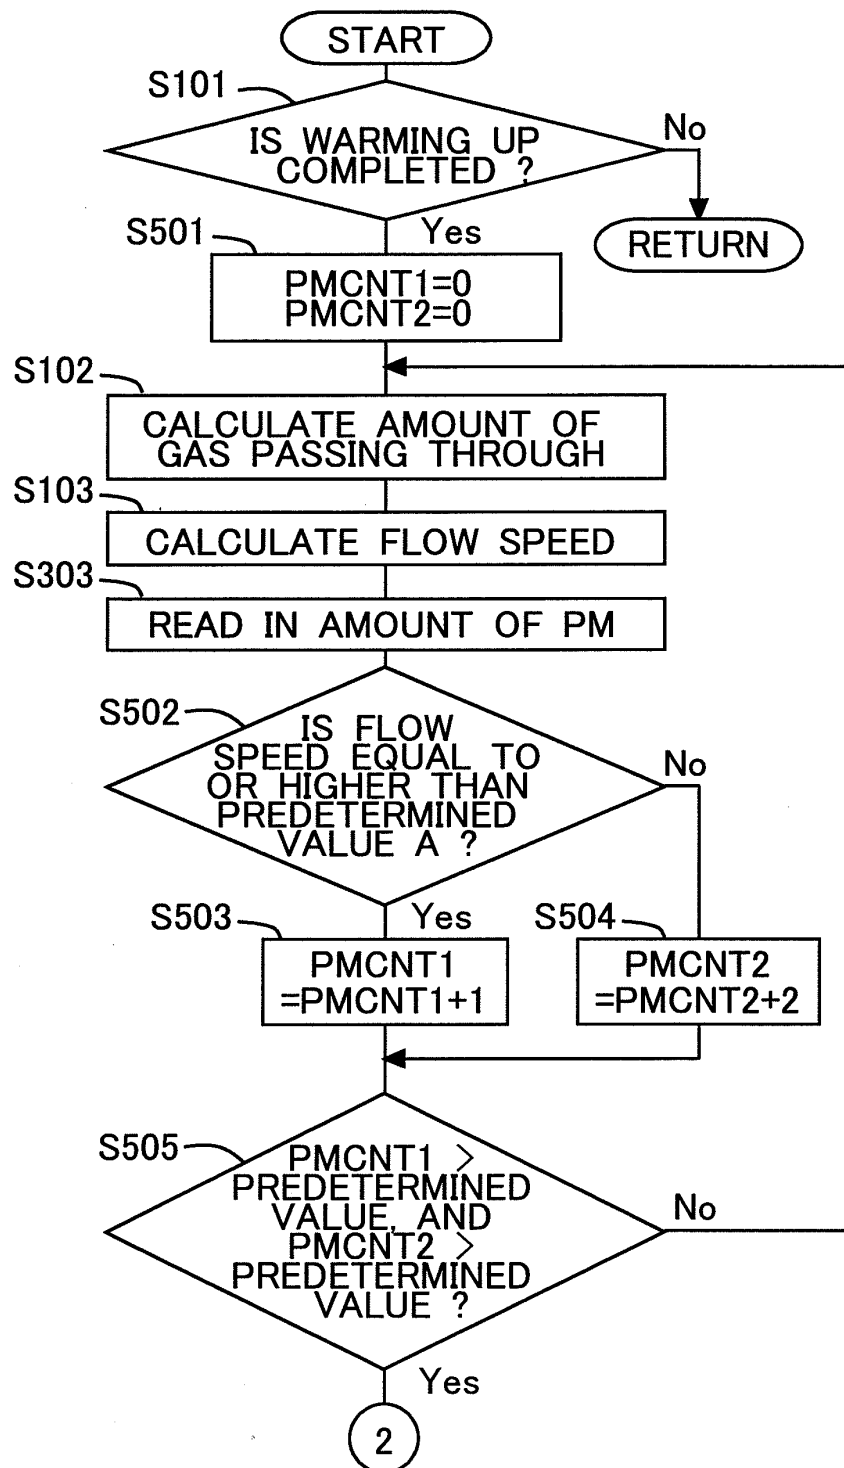 START
S101
IS WARMING UP
COMPLETED ?
No
RETURN
Yes
S501
PMCNT1=0
PMCNT2=0
S102
CALCULATE AMOUNT OF
GAS PASSING THROUGH
S103
CALCULATE FLOW SPEED
S303
READ IN AMOUNT OF PM
S502
IS FLOW
SPEED EQUAL TO
OR HIGHER THAN
PREDETERMINED
VALUE A ?
No
Yes
S503
PMCNT1
=PMCNT1+1
S504
PMCNT2
=PMCNT2+2
S505
PMCNT1 >
PREDETERMINED
VALUE, AND
PMCNT2 >
PREDETERMINED
VALUE ?
No
Yes
2